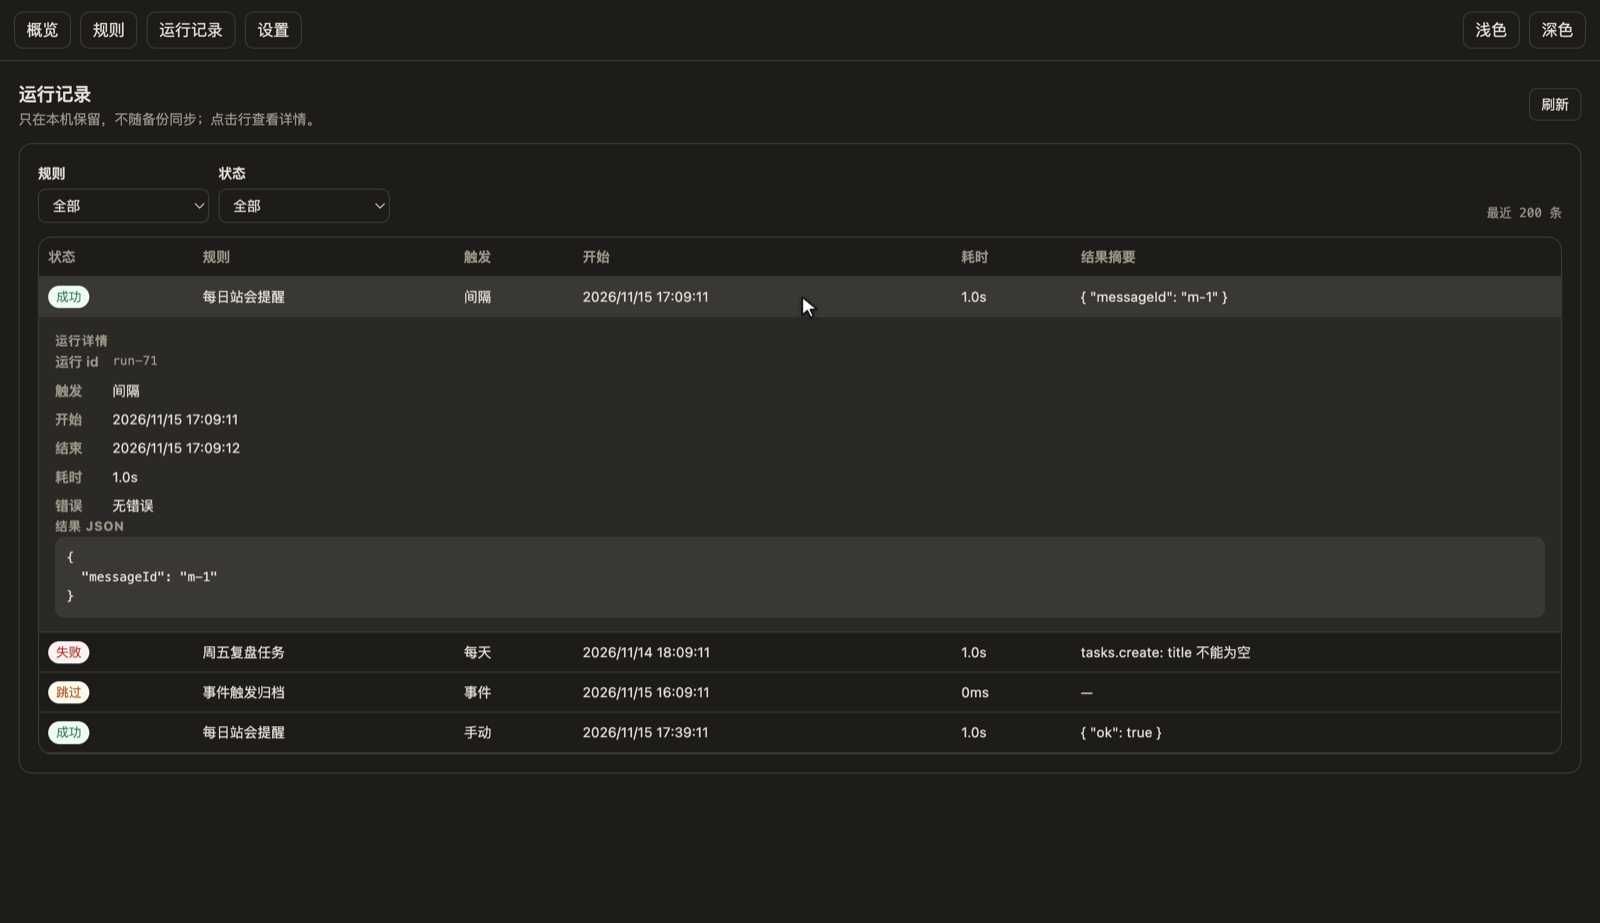 概览 规则 运行记录 设置 浅色 深色
运行记录
只在本机保留，不随备份同步；点击行查看详情。
刷新
规则 状态
全部 全部
最近 200 条
状态 规则 触发 开始 耗时 结果摘要
成功 每日站会提醒 间隔 2026/11/15 17:09:11 1.0s { "messageId": "m-1" }
运行详情
运行 id run-71
触发 间隔
开始 2026/11/15 17:09:11
结束 2026/11/15 17:09:12
耗时 1.0s
错误 无错误
结果 JSON
{
"messageId": "m-1"
}
失败 周五复盘任务 每天 2026/11/14 18:09:11 1.0s tasks.create: title 不能为空
跳过 事件触发归档 事件 2026/11/15 16:09:11 0ms —
成功 每日站会提醒 手动 2026/11/15 17:39:11 1.0s { "ok": true }